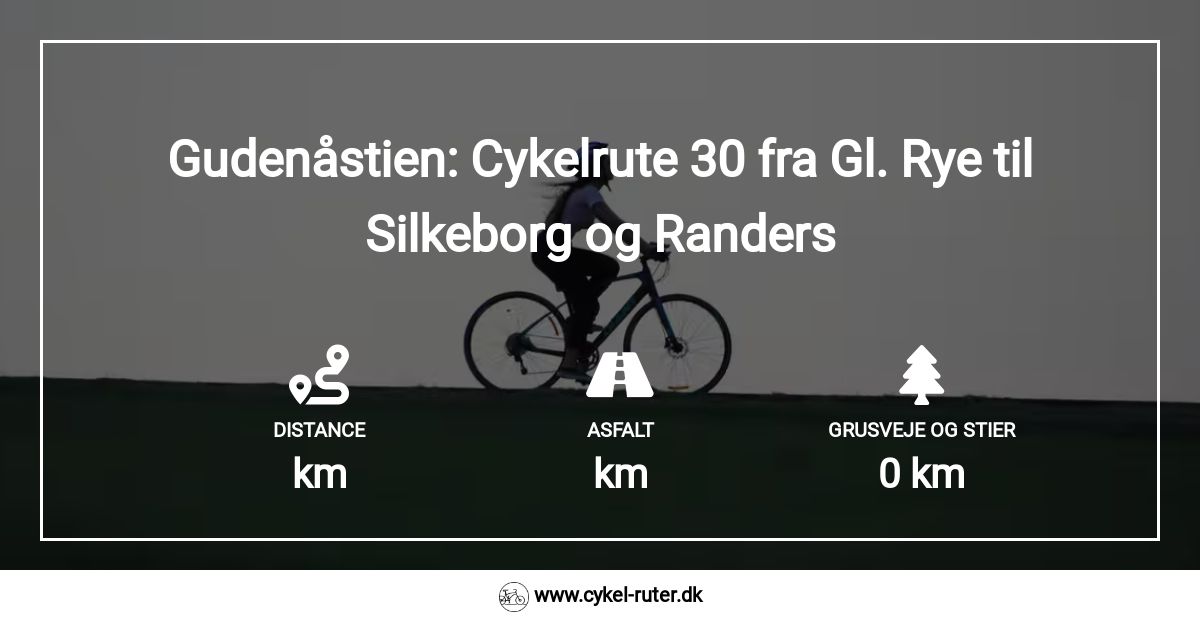 Gudenåstien: Cykelrute 30 fra Gl. Rye til
Silkeborg og Randers
DISTANCE
km
ASFALT
km
GRUSVEJE OG STIER
0 km
www.cykel-ruter.dk